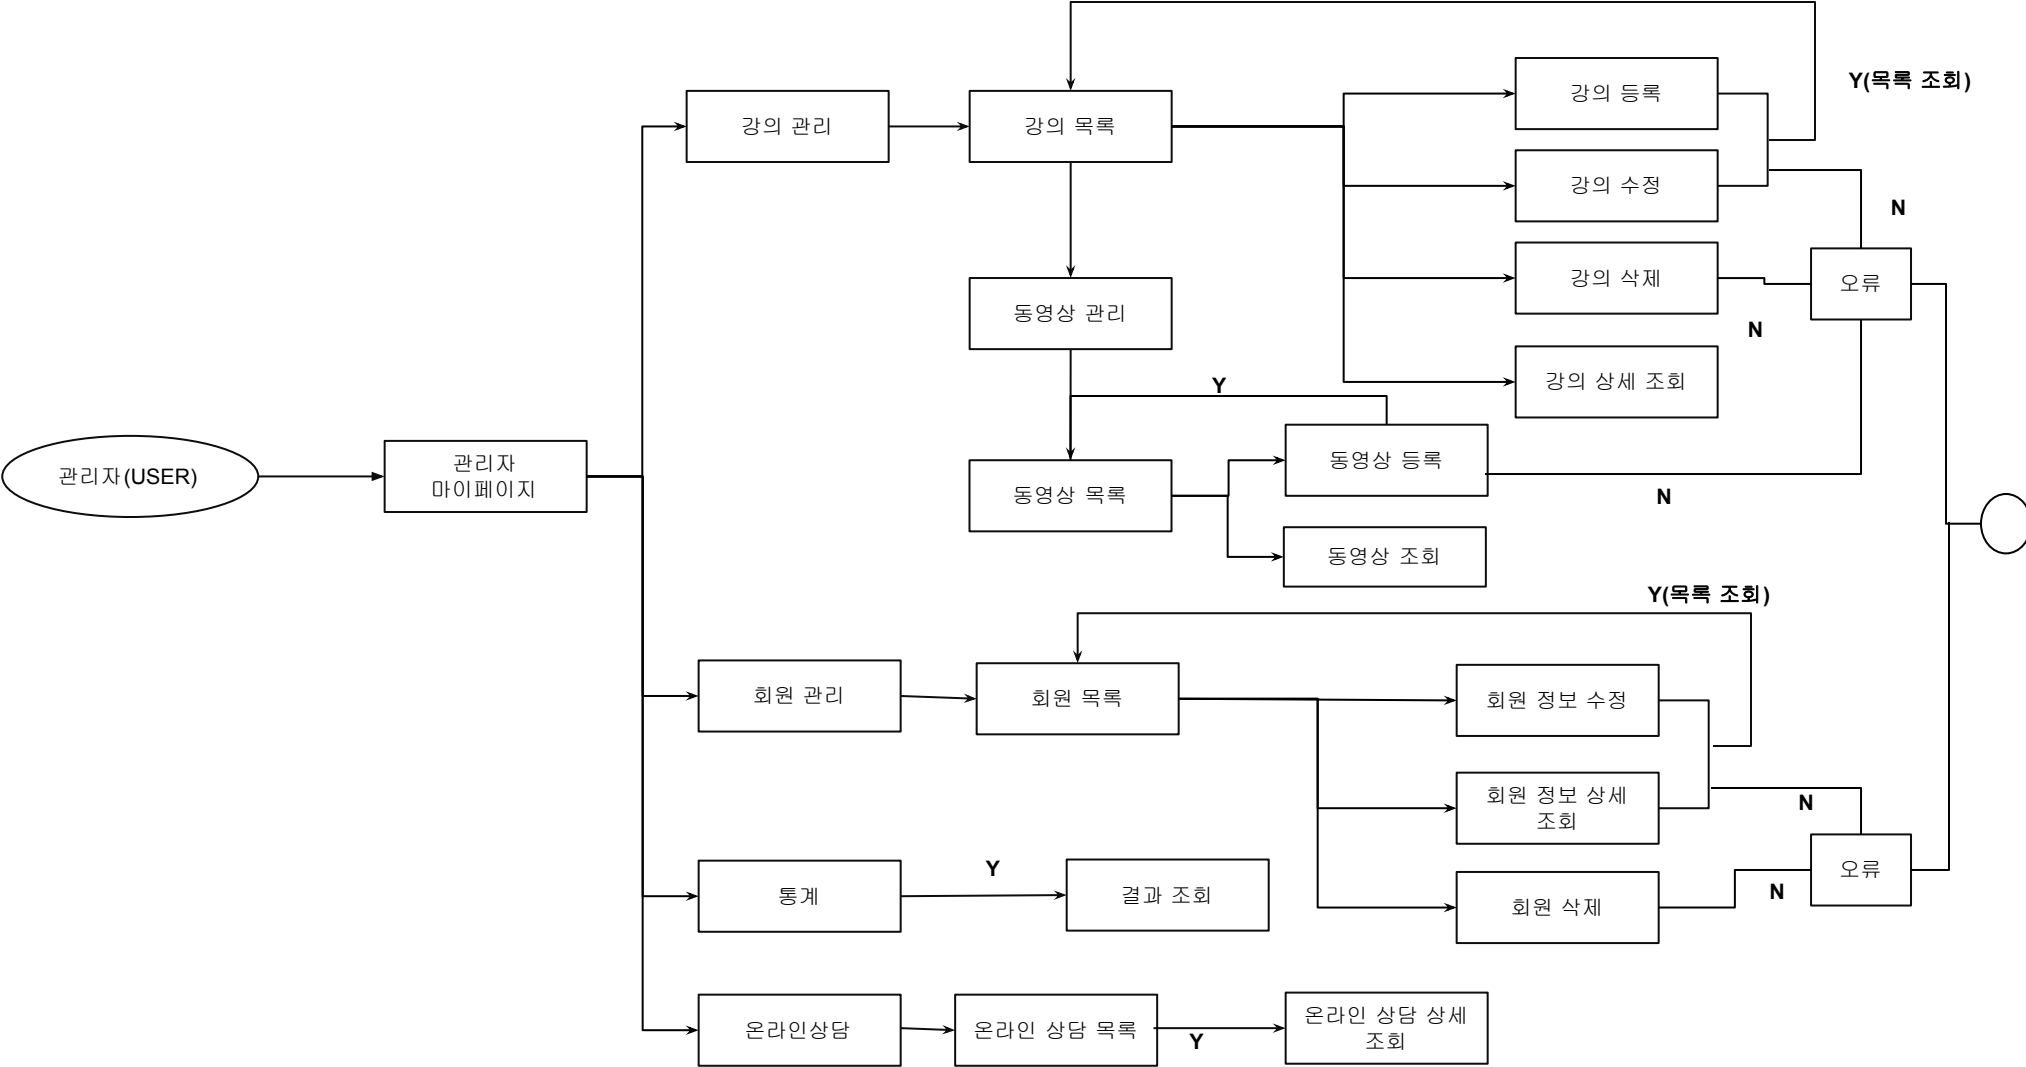 Y(목록 조회)
강의 등록
강의 관리
강의 목록
강의 수정
N
강의 삭제
오류
동영상 관리
N
강의 상세 조회
Y
관리자(USER)
관리자
마이페이지
동영상 등록
동영상 목록
N
동영상 조회
Y(목록 조회)
회원 관리
회원 목록
회원 정보 수정
회원 정보 상세
조회
N
통계
Y
결과 조회
오류
N
회원 삭제
온라인상담
온라인 상담 목록
Y
온라인 상담 상세
조회